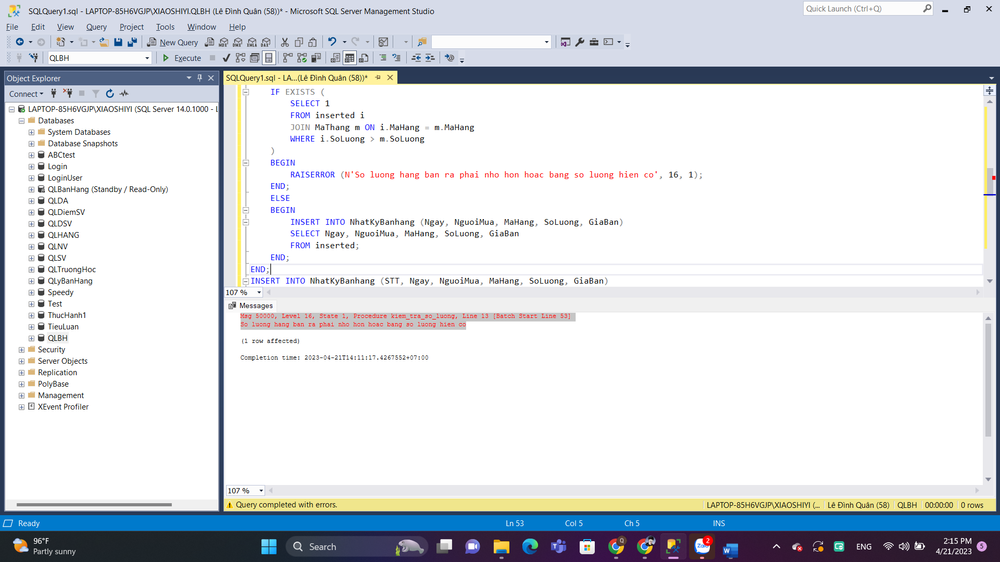 SQLQuery1.sql - LAPTOP-85H6VGJP\XIAOSHIYI.QLBH (Lê Đình Quân (58))* - Microsoft SQL Server Management Studio
Quick Launch (Ctrl+Q)
File Edit View Query Project Tools Window Help
New Query MDX DMX XMLA DAX
QLBH Execute
Object Explorer
Connect
LAPTOP-85H6VGJP\XIAOSHIYI (SQL Server 14.0.1000 - L
Databases
System Databases
Database Snapshots
ABCtest
Login
LoginUser
QLBanHang (Standby / Read-Only)
QLDA
QLDiemSV
QLDSV
QLHANG
QLNV
QLSV
QLTruongHoc
QLyBanHang
Speedy
Test
ThucHanh1
TieuLuan
QLBH
Security
Server Objects
Replication
PolyBase
Management
XEvent Profiler
SQLQuery1.sql - LA...(Lê Đình Quân (58))*
IF EXISTS (
SELECT 1
FROM inserted i
JOIN MaThang m ON i.MaHang = m.MaHang
WHERE i.SoLuong > m.SoLuong
)
BEGIN
RAISERROR (N'So luong hang ban ra phai nho hon hoac bang so luong hien co', 16, 1);
END;
ELSE
BEGIN
INSERT INTO NhatKyBanhang (Ngay, NguoiMua, MaHang, SoLuong, GiaBan)
SELECT Ngay, NguoiMua, MaHang, SoLuong, GiaBan
FROM inserted;
END;
END;
INSERT INTO NhatKyBanhang (STT, Ngay, NguoiMua, MaHang, SoLuong, GiaBan)
107 %
Messages
Msg 50000, Level 16, State 1, Procedure kiem_tra_so_luong, Line 13 [Batch Start Line 53]
So luong hang ban ra phai nho hon hoac bang so luong hien co
(1 row affected)
Completion time: 2023-04-21T14:11:17.4267552+07:00
107 %
Query completed with errors.
LAPTOP-85H6VGJP\XIAOSHIYI (... Lê Đình Quân (58) QLBH 00:00:00 0 rows
Ready
Ln 53 Col 5 Ch 5 INS
96°F
Partly sunny
Search
Zalo 2
ENG
2:15 PM
4/21/2023
5